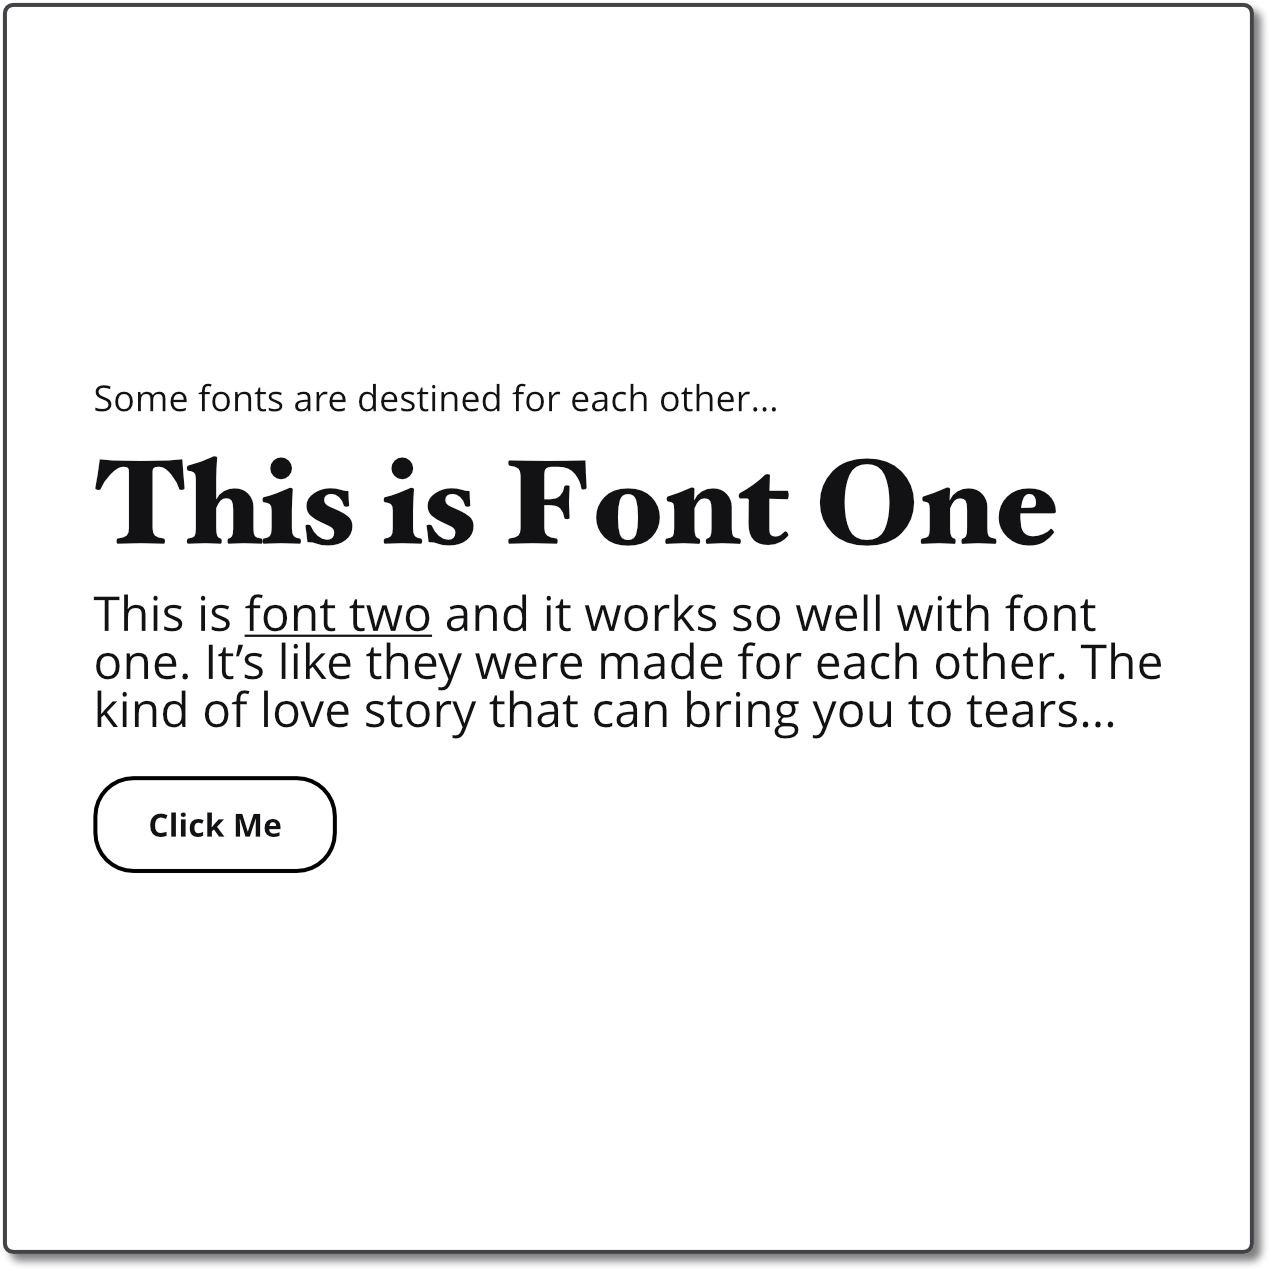 Some fonts are destined for each other...
This is Font One
This is font two and it works so well with font
one. It’s like they were made for each other. The
kind of love story that can bring you to tears...
Click Me